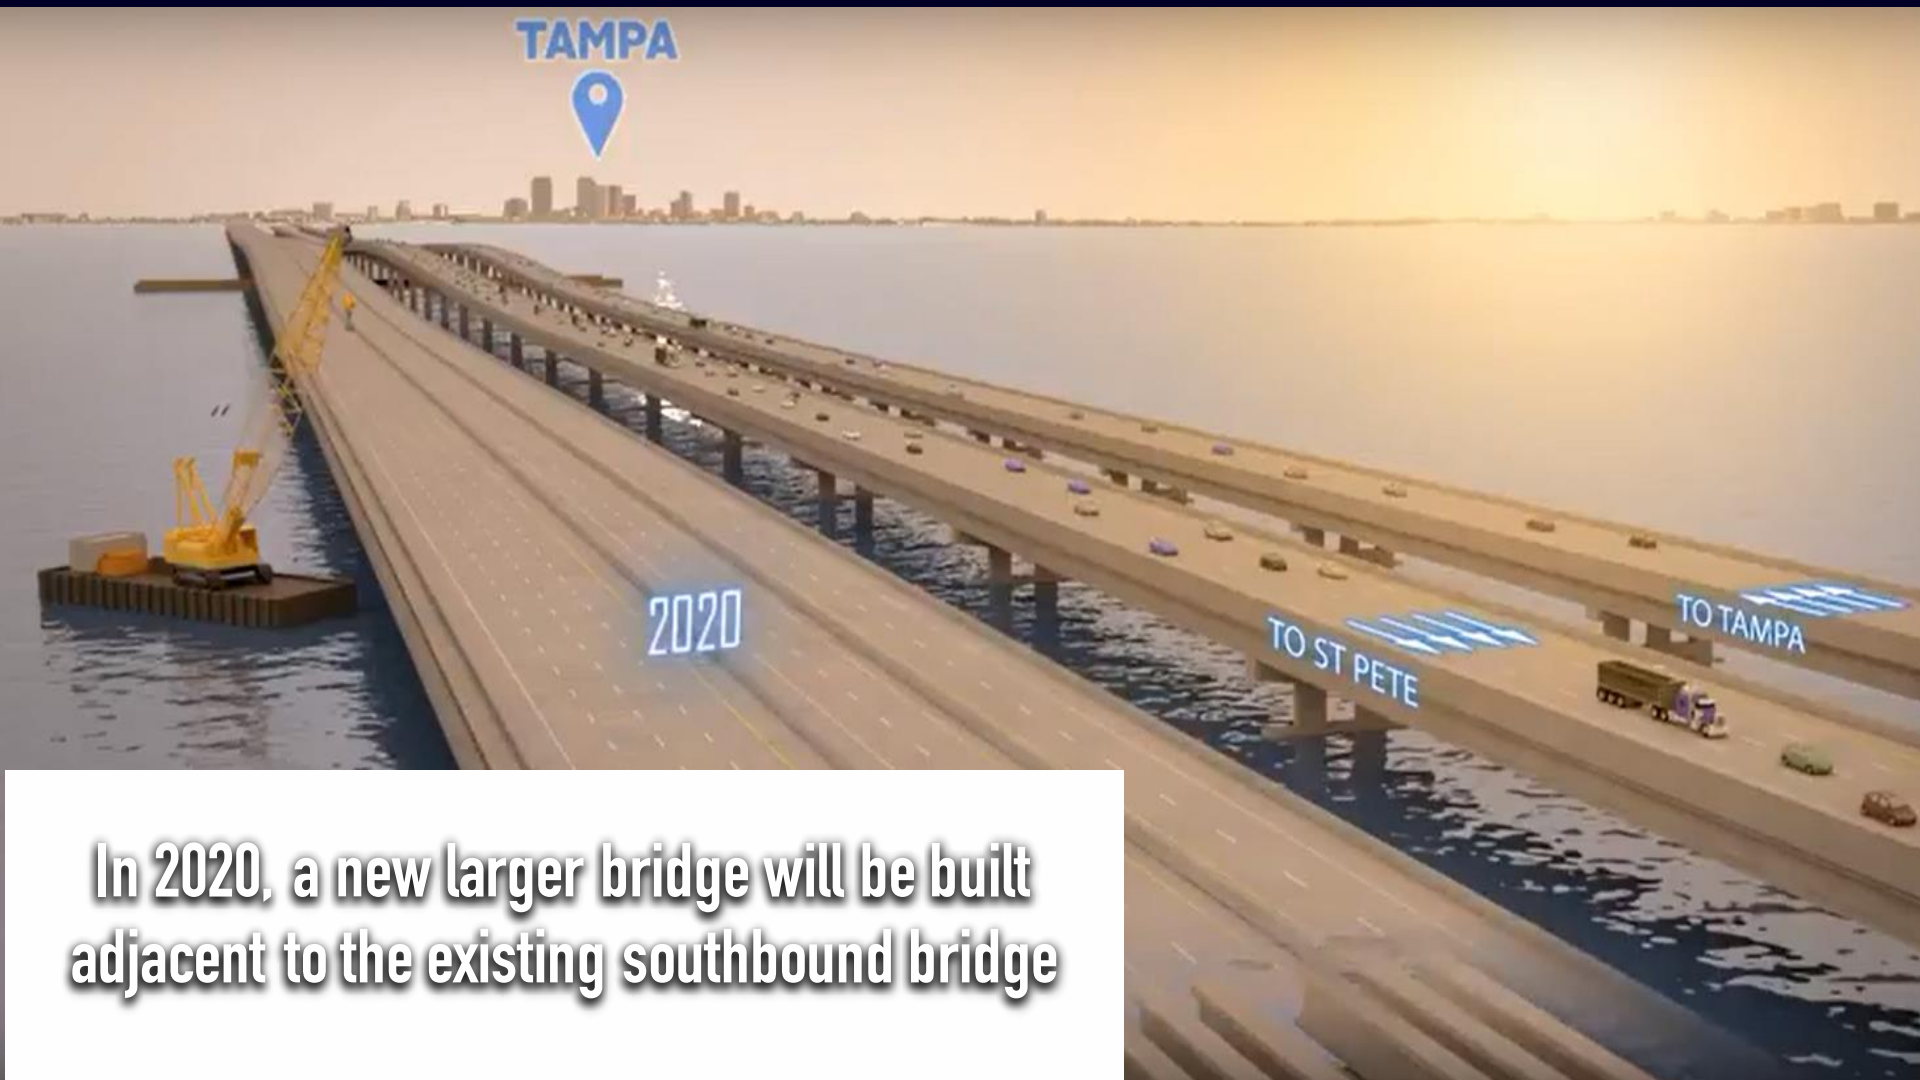 TAMPA
2020
TO ST PETE
TO TAMPA
In 2020, a new larger bridge will be built
adjacent to the existing southbound bridge